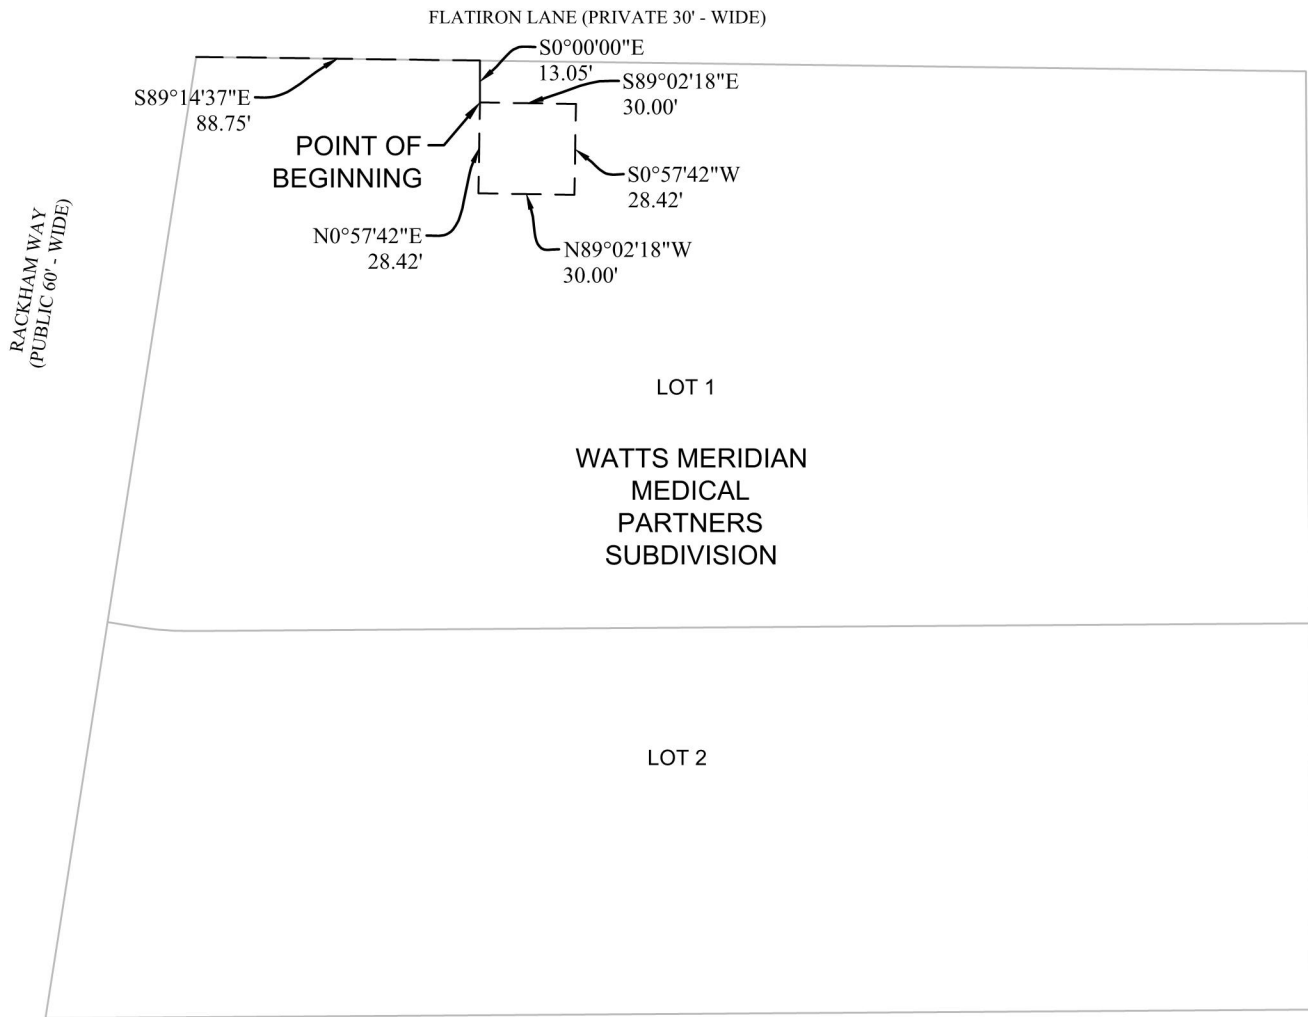 FLATIRON LANE (PRIVATE 30' - WIDE)
S0°00'00"E
13.05'
S89°14'37"E
88.75'
S89°02'18"E
30.00'
POINT OF
BEGINNING
S0°57'42"W
28.42'
N0°57'42"E
28.42'
N89°02'18"W
30.00'
RACKHAM WAY
(PUBLIC 60' - WIDE)
LOT 1
WATTS MERIDIAN
MEDICAL
PARTNERS
SUBDIVISION
LOT 2